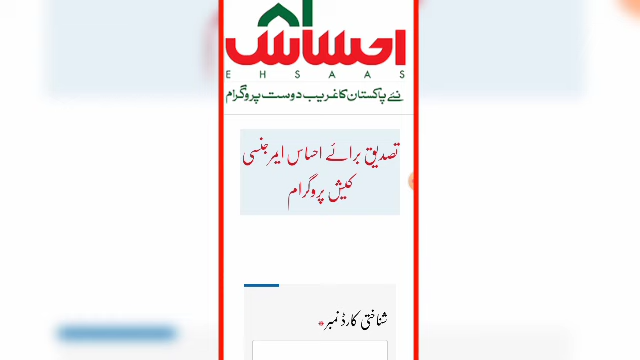 احساس
EHSAAS
نئے پاکستان کا غریب دوست پروگرام
تصدیق برائے احساس ایمرجنسی
کیش پروگرام
شناختی کارڈ نمبر *